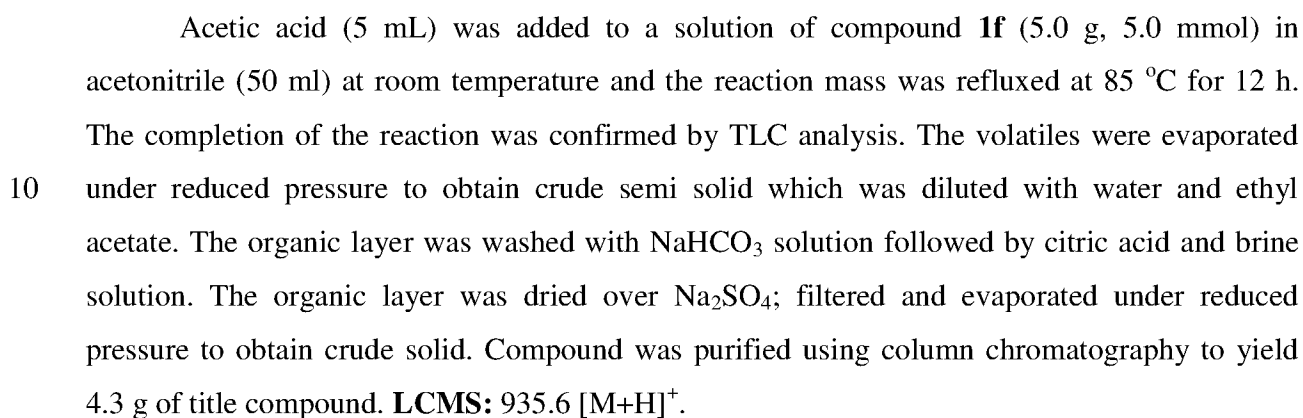 Acetic acid (5 mL) was added to a solution of compound 1f (5.0 g, 5.0 mmol) in
acetonitrile (50 ml) at room temperature and the reaction mass was refluxed at 85 °C for 12 h.
The completion of the reaction was confirmed by TLC analysis. The volatiles were evaporated
10 under reduced pressure to obtain crude semi solid which was diluted with water and ethyl
acetate. The organic layer was washed with NaHCO₃ solution followed by citric acid and brine
solution. The organic layer was dried over Na₂SO₄; filtered and evaporated under reduced
pressure to obtain crude solid. Compound was purified using column chromatography to yield
4.3 g of title compound. LCMS: 935.6 [M+H]⁺.